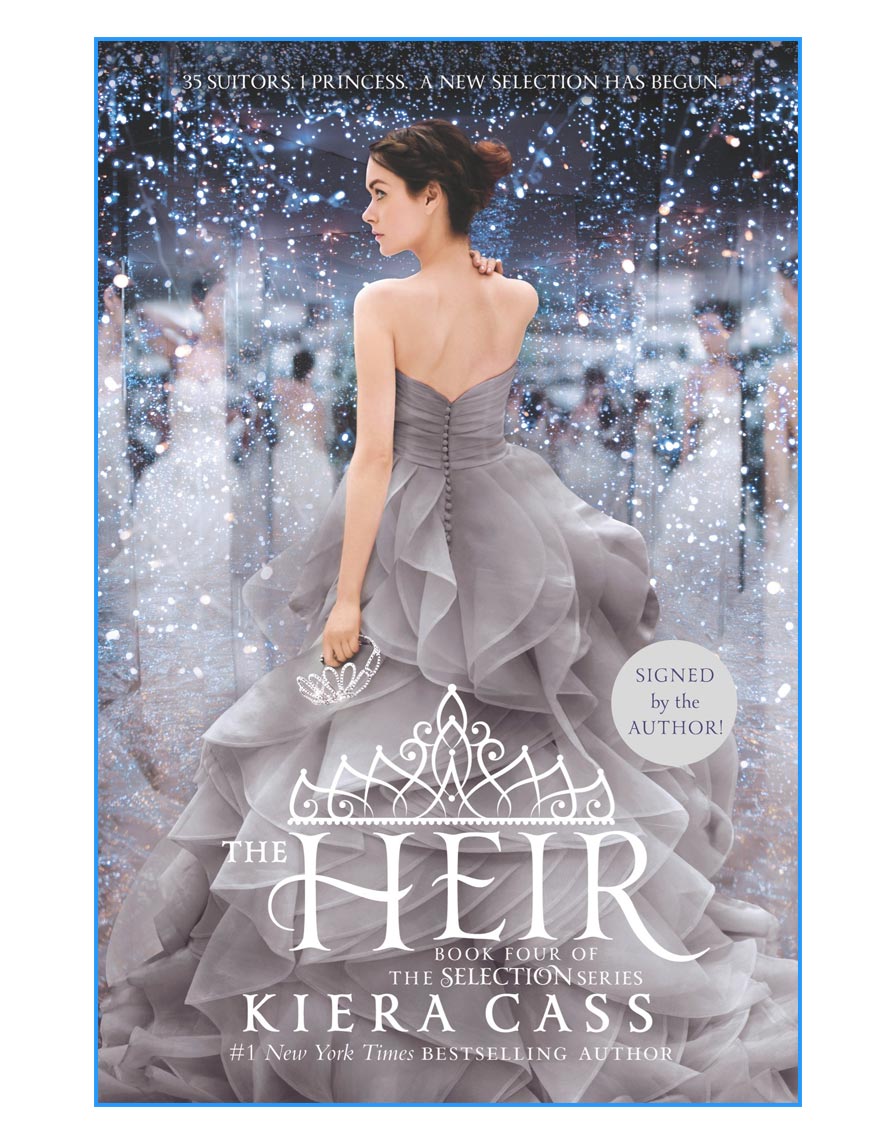 35 SUITORS. 1 PRINCESS. A NEW SELECTION HAS BEGUN.
SIGNED
by the
AUTHOR!
THE HEIR
BOOK FOUR OF
THE SELECTION SERIES
KIERA CASS
#1 New York Times BESTSELLING AUTHOR